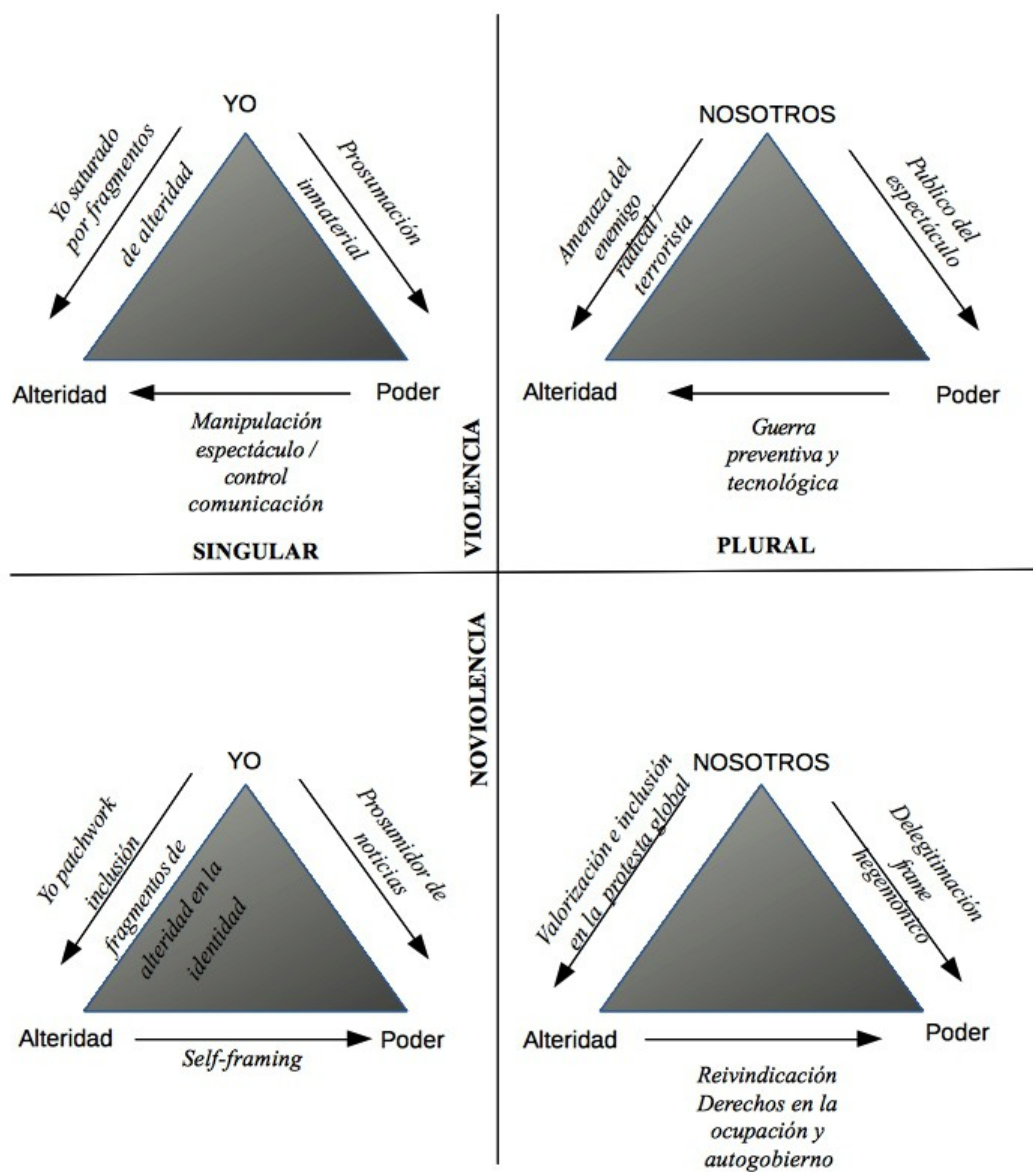 YO
Yo saturado
por fragmentos
de alteridad
Prosumación
inmaterial
Alteridad
Poder
Manipulación
espectáculo /
control
comunicación
SINGULAR
NOSOTROS
Amenaza del
enemigo
radical /
terrorista
Publico del
espectáculo
Alteridad
Poder
Guerra
preventiva y
tecnológica
PLURAL
VIOLENCIA
NOVIOLENCIA
YO
Yo patchwork
inclusión
fragmentos de
alteridad en la
identidad
Prosumidor de
noticias
Alteridad
Poder
Self-framing
NOSOTROS
Valorización e inclusión
en la protesta global
Delegitimación
frame
hegemónico
Alteridad
Poder
Reivindicación
Derechos en la
ocupación y
autogobierno